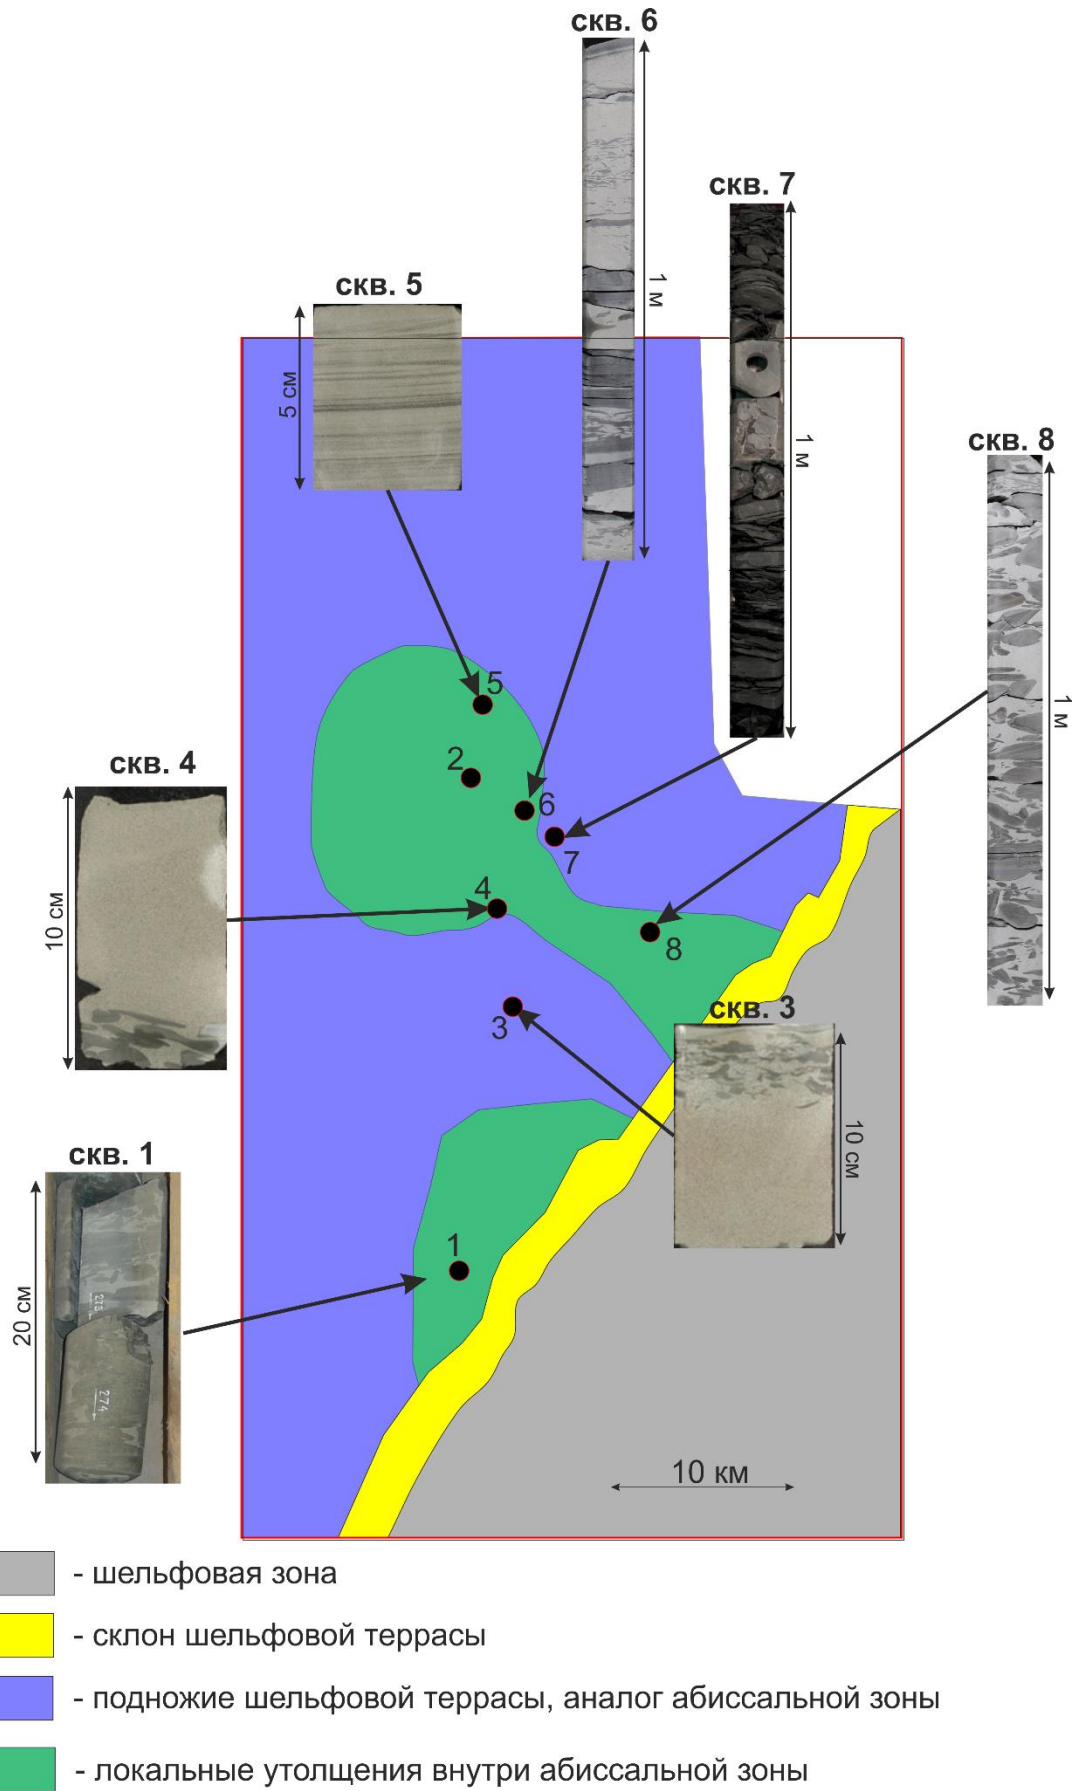 скв. 6
скв. 7
1 м
скв. 5
5 см
1 м
скв. 8
1 м
5
2
6
7
скв. 4
10 см
4
8
3
скв. 3
10 см
скв. 1
20 см
273
274
1
10 км
- шельфовая зона
- склон шельфовой террасы
- подножие шельфовой террасы, аналог абиссальной зоны
- локальные утолщения внутри абиссальной зоны